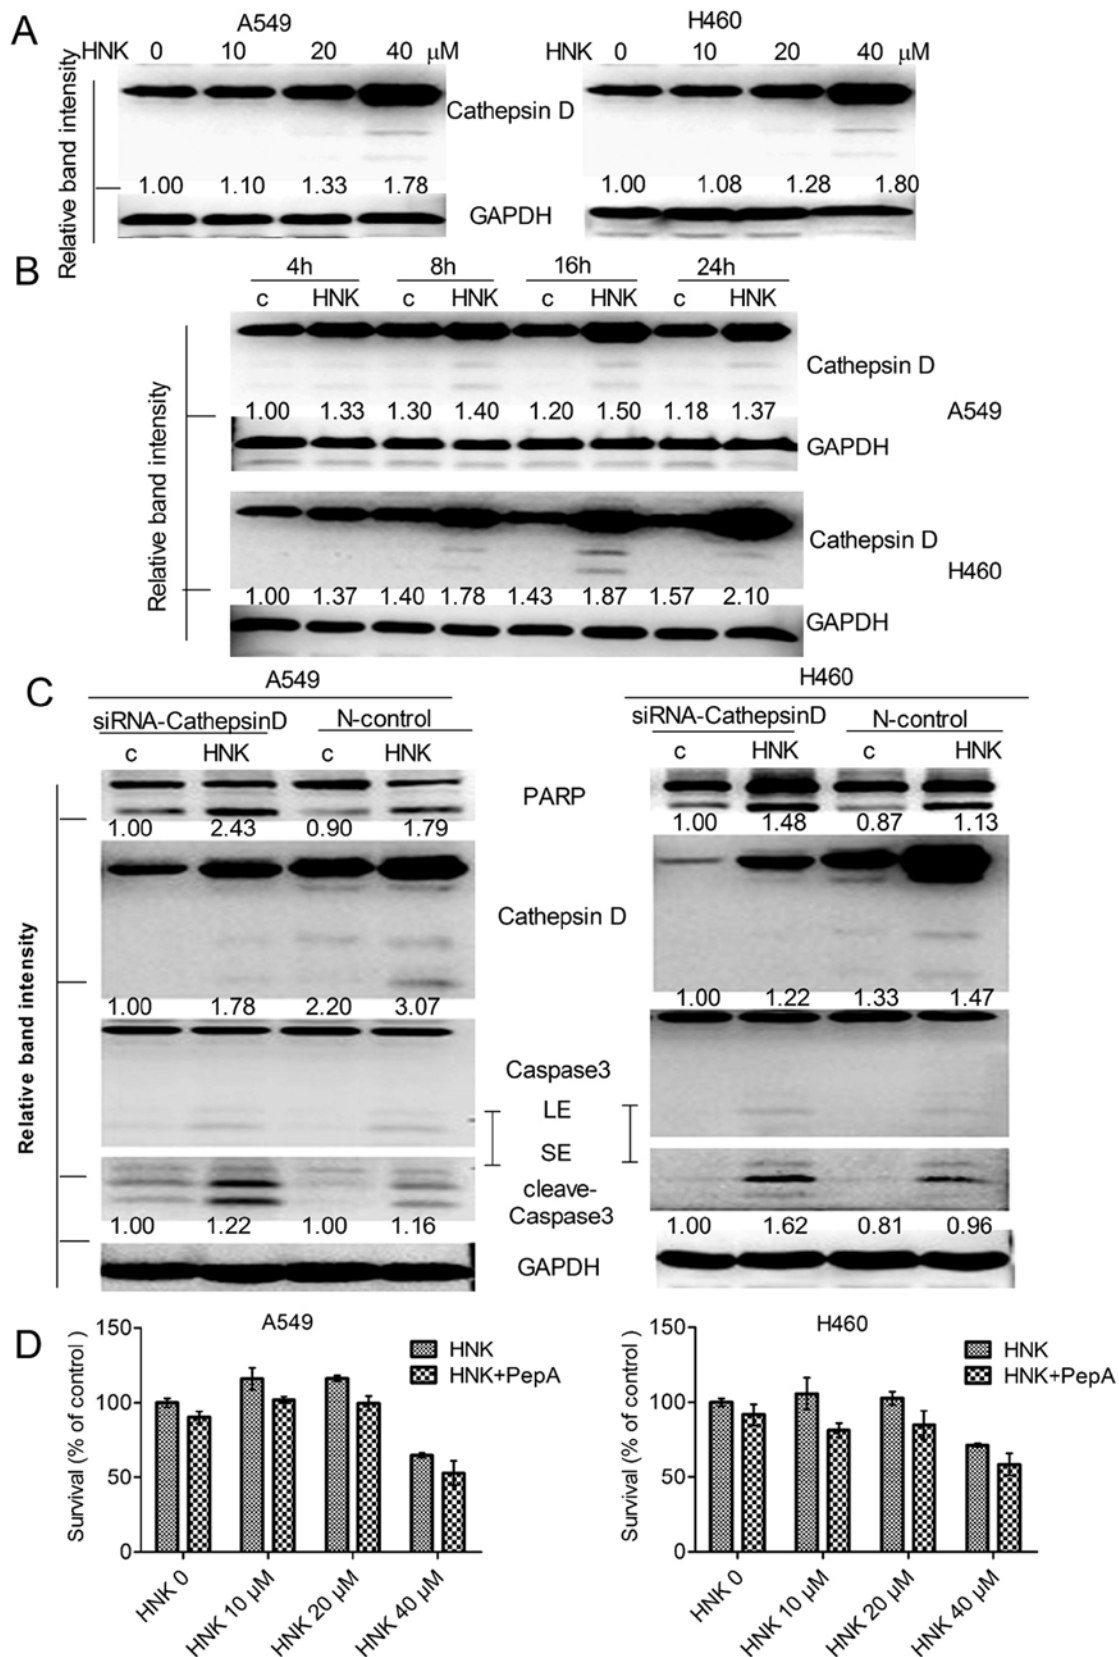 A
A549
H460
HNK 0 10 20 40 μM
HNK 0 10 20 40 μM
Relative band intensity
Cathepsin D
1.00 1.10 1.33 1.78
1.00 1.08 1.28 1.80
GAPDH
B
4h 8h 16h 24h
c HNK c HNK c HNK c HNK
Relative band intensity
Cathepsin D
1.00 1.33 1.30 1.40 1.20 1.50 1.18 1.37
A549
GAPDH
Relative band intensity
Cathepsin D
H460
1.00 1.37 1.40 1.78 1.43 1.87 1.57 2.10
GAPDH
C
A549
H460
siRNA-CathepsinD N-control
siRNA-CathepsinD N-control
c HNK c HNK
c HNK c HNK
Relative band intensity
PARP
1.00 2.43 0.90 1.79
1.00 1.48 0.87 1.13
Cathepsin D
1.00 1.78 2.20 3.07
1.00 1.22 1.33 1.47
Caspase3
LE
SE
cleave-
Caspase3
1.00 1.22 1.00 1.16
1.00 1.62 0.81 0.96
GAPDH
D
A549
Survival (% of control )
150
100
50
0
HNK
HNK+PepA
HNK 0
HNK 10 μM
HNK 20 μM
HNK 40 μM
H460
Survival (% of control )
150
100
50
0
HNK
HNK+PepA
HNK 0
HNK 10 μM
HNK 20 μM
HNK 40 μM